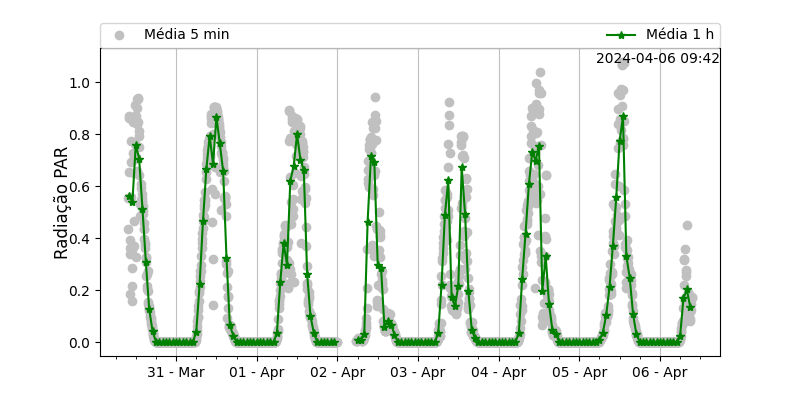 Média 5 min
Média 1 h
2024-04-06 09:42
Radiação PAR
1.0
0.8
0.6
0.4
0.2
0.0
31 - Mar
01 - Apr
02 - Apr
03 - Apr
04 - Apr
05 - Apr
06 - Apr